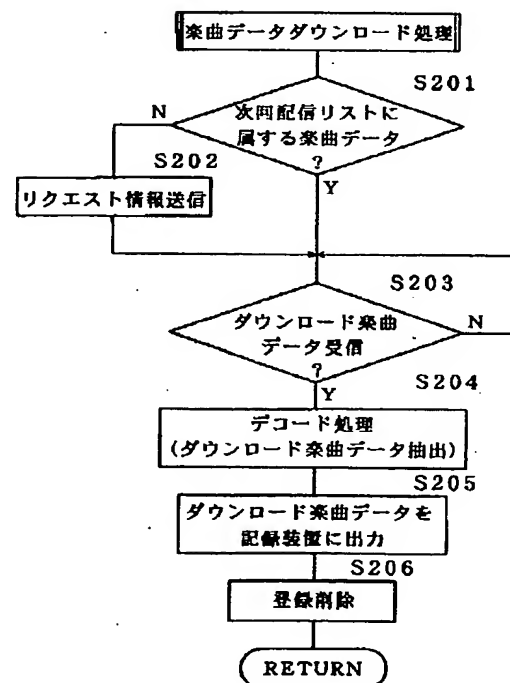 楽曲データダウンロード処理
S201
次回配信リストに
N
属する楽曲データ
S202
?
Y
リクエスト情報送信
S203
ダウンロード楽曲
N
データ受信
?
Y
S204
デコード処理
(ダウンロード楽曲データ抽出)
S205
ダウンロード楽曲データを
記録装置に出力
S206
登録削除
RETURN